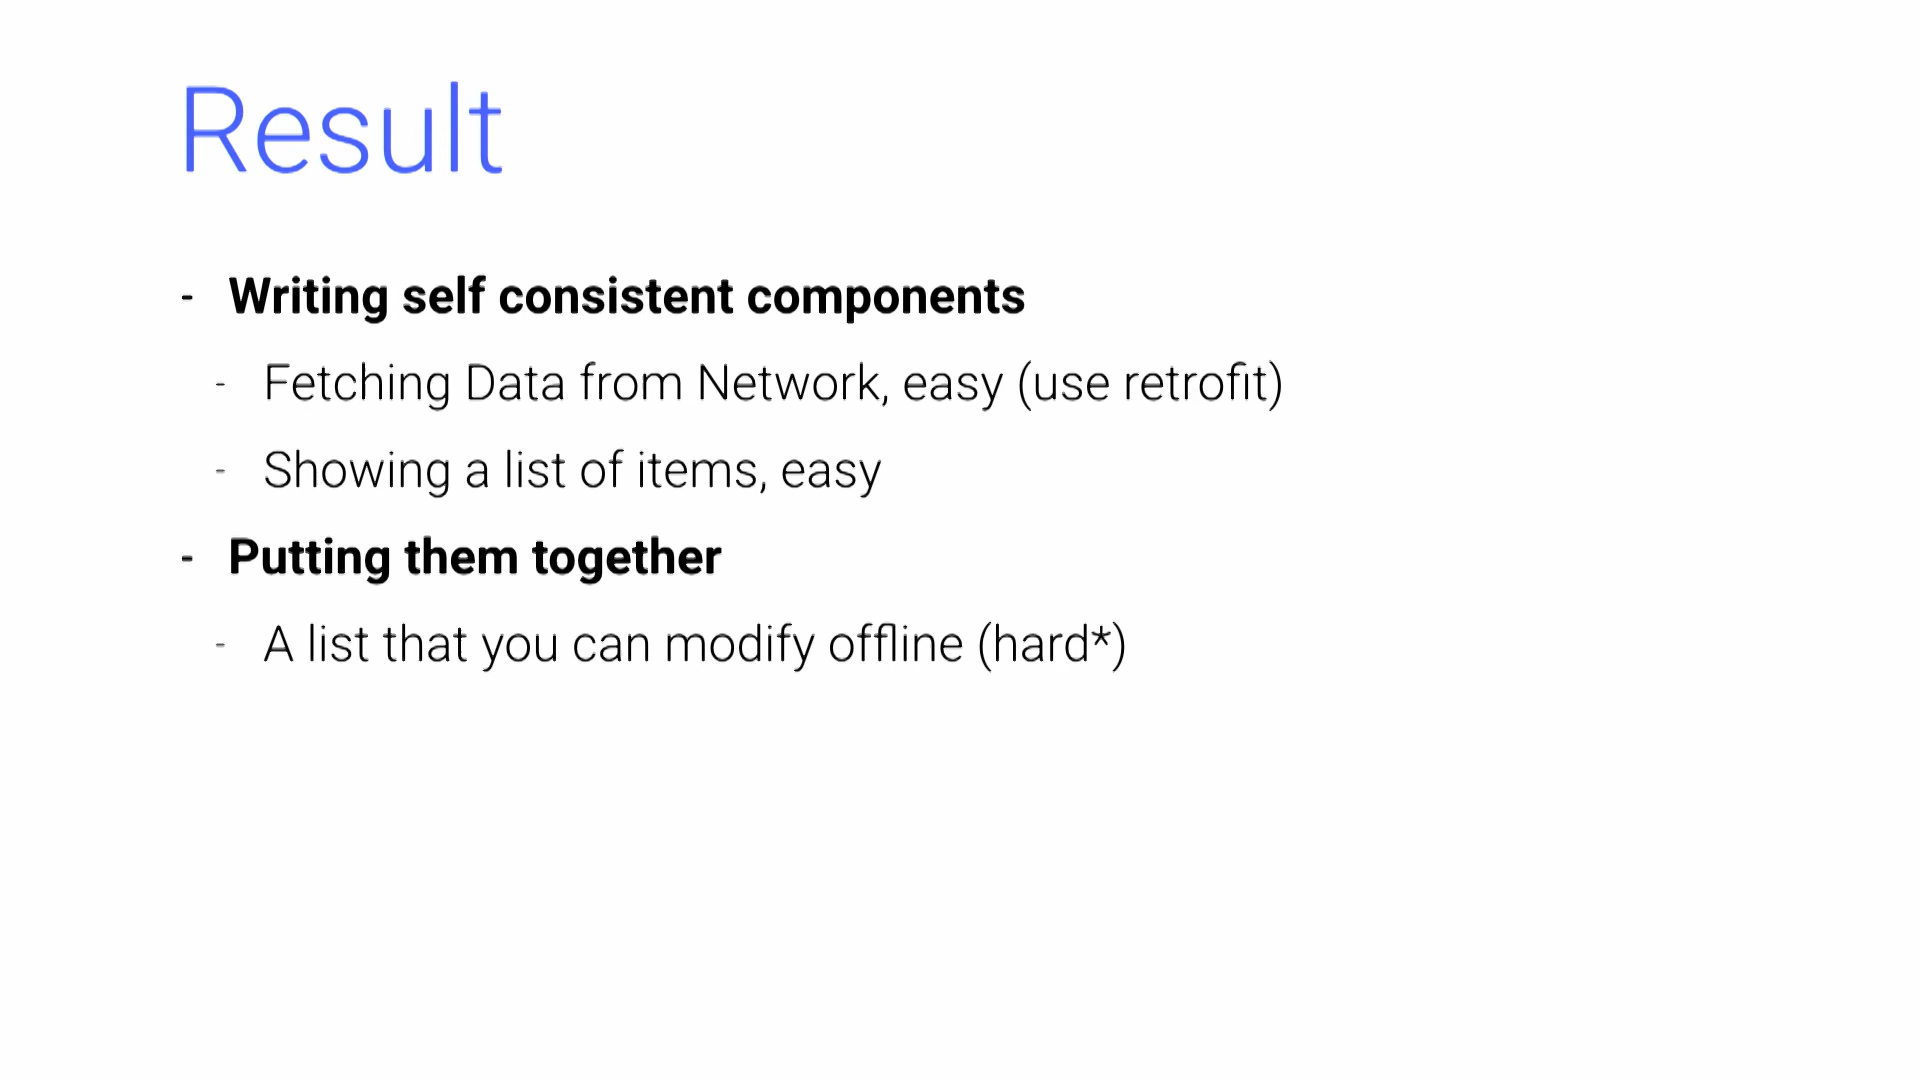 Result
- Writing self consistent components
- Fetching Data from Network, easy (use retrofit)
- Showing a list of items, easy
- Putting them together
- A list that you can modify offline (hard*)